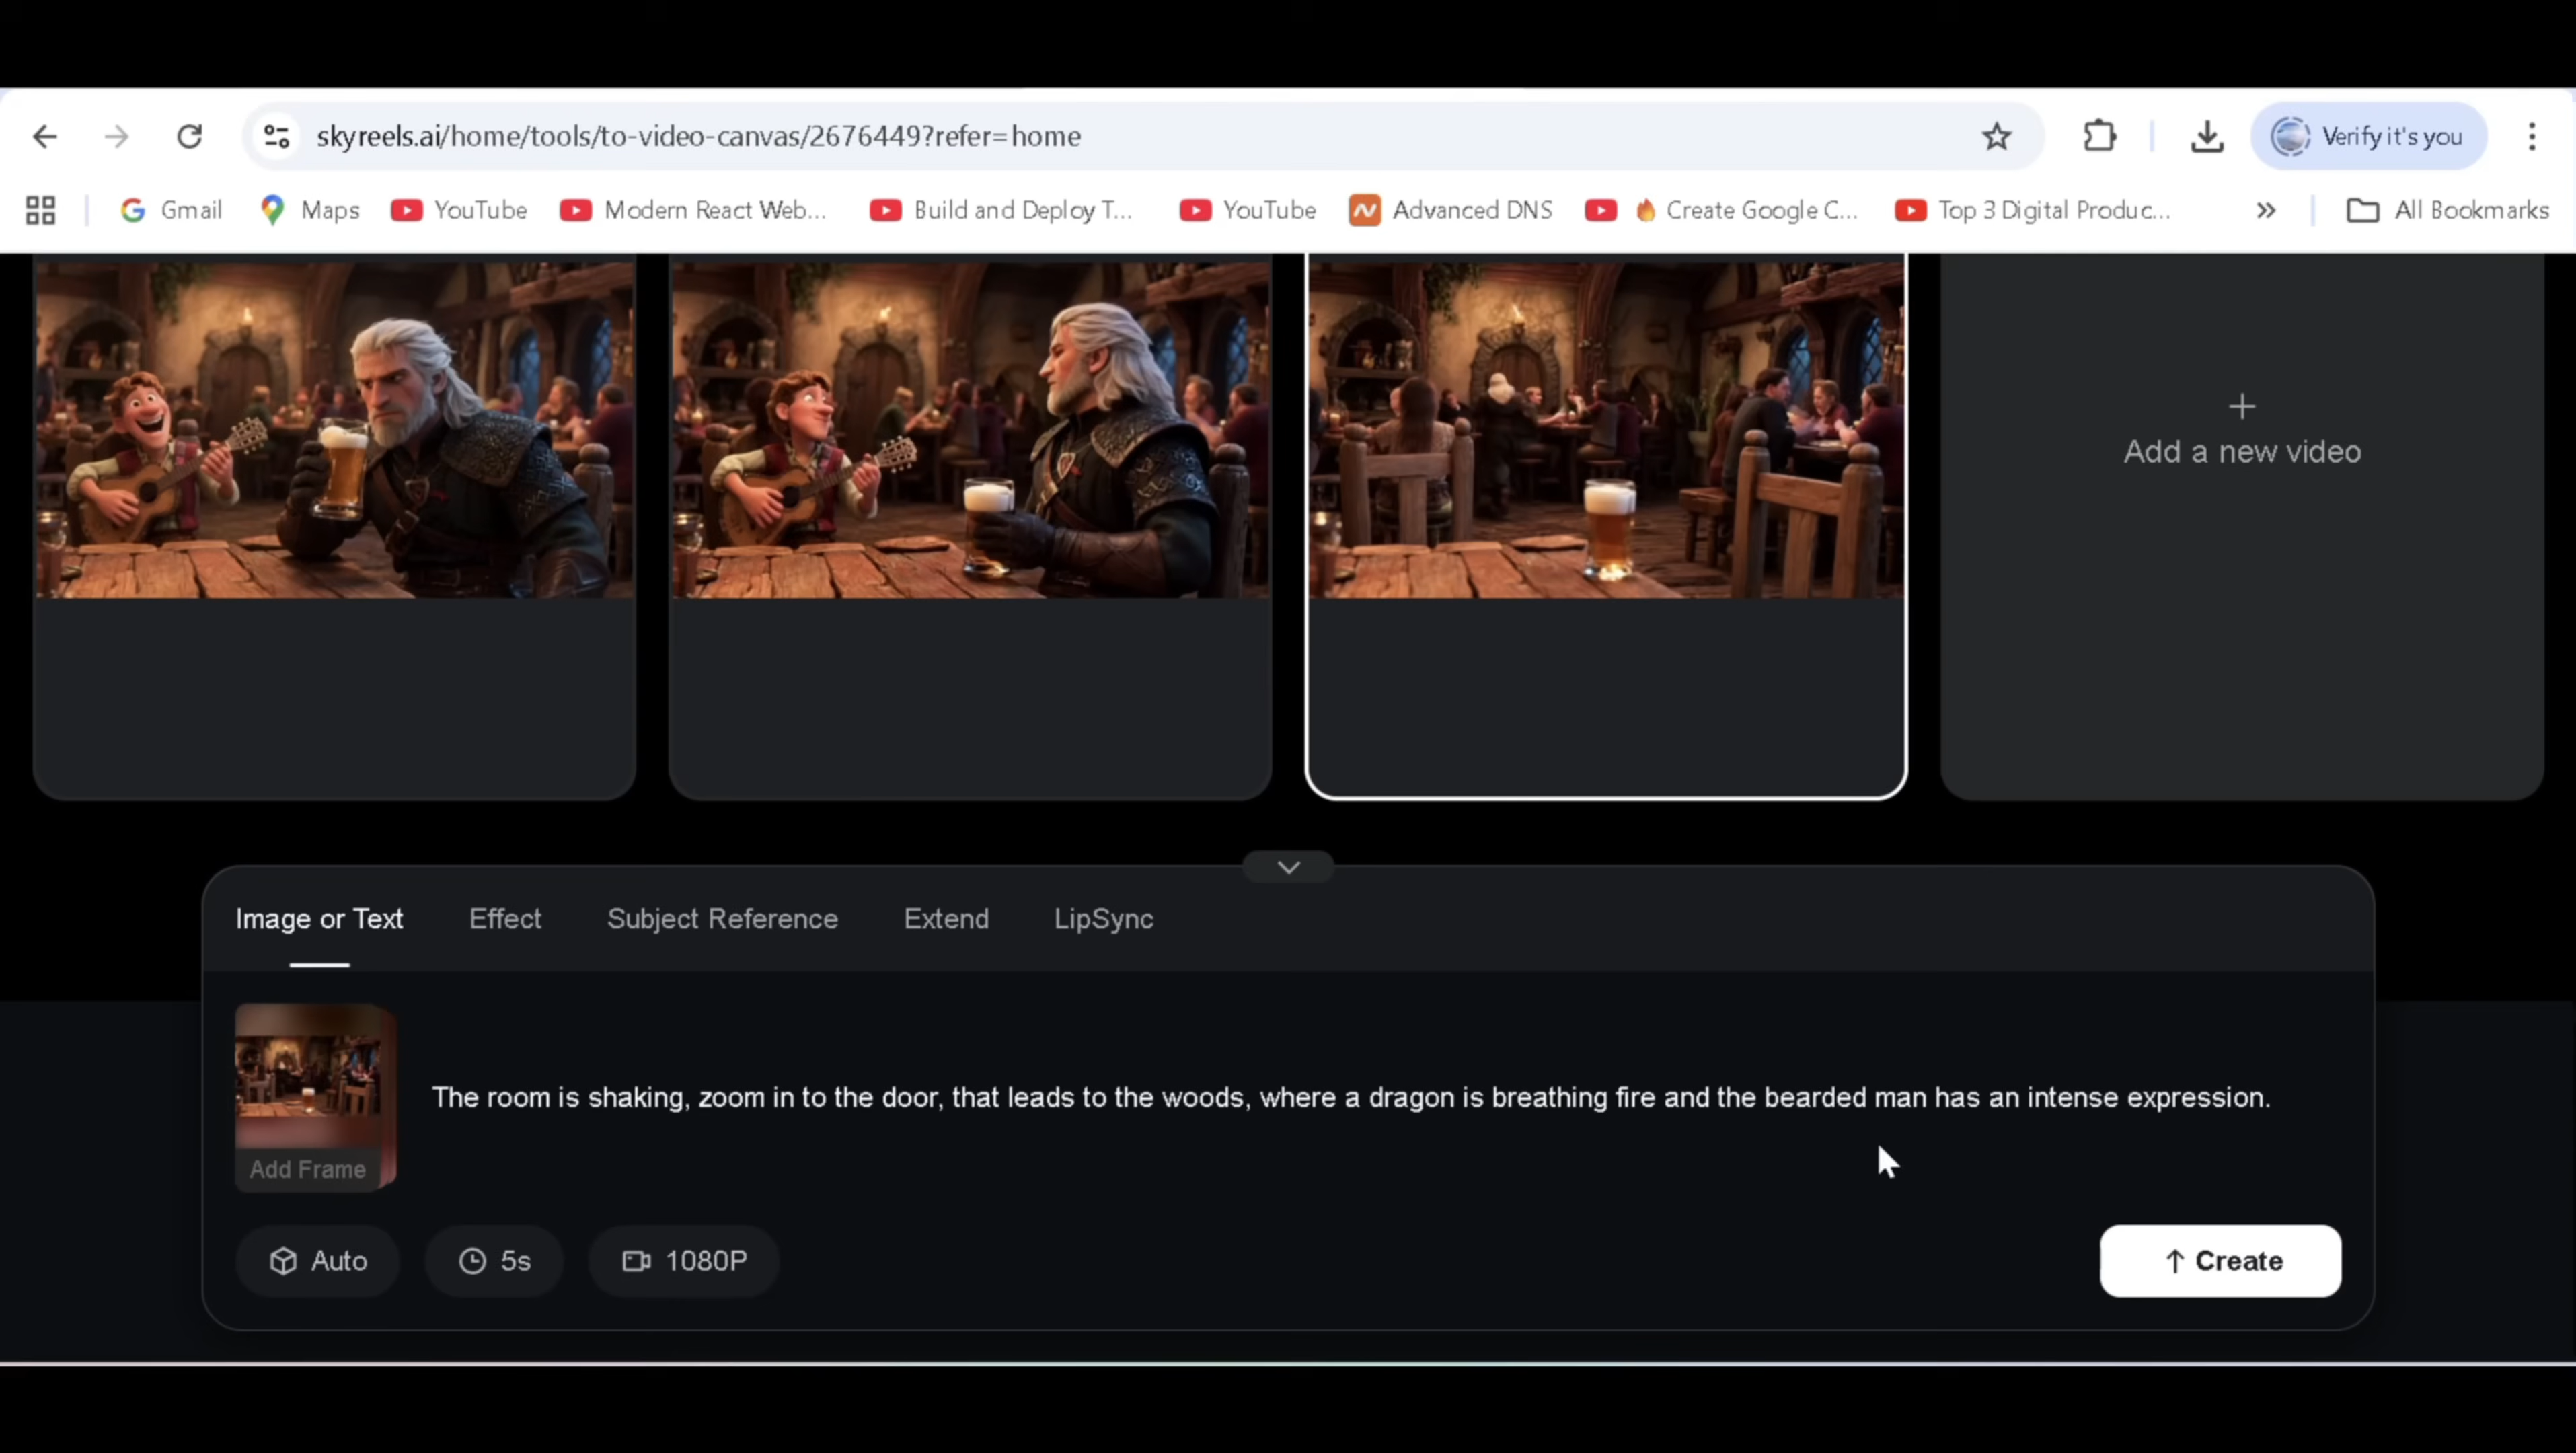 skyreels.ai/home/tools/to-video-canvas/2676449?refer=home
Verify it's you
Gmail
Maps
YouTube
Modern React Web...
Build and Deploy T...
YouTube
Advanced DNS
Create Google C...
Top 3 Digital Produc...
All Bookmarks
Add a new video
Image or Text
Effect
Subject Reference
Extend
LipSync
The room is shaking, zoom in to the door, that leads to the woods, where a dragon is breathing fire and the bearded man has an intense expression.
Add Frame
Auto
5s
1080P
Create